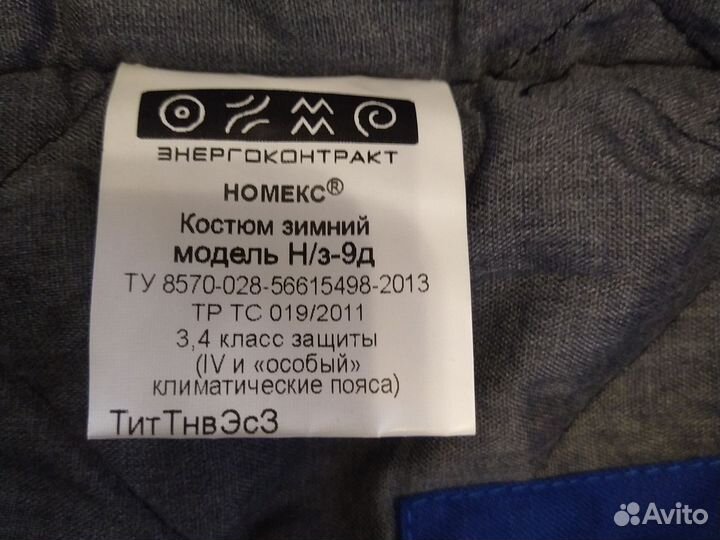 ЭНЕРГОКОНТРАКТ
НОМЕКС®
Костюм зимний
модель Н/з-9д
ТУ 8570-028-56615498-2013
ТР ТС 019/2011
3,4 класс защиты
(IV и «особый»
климатические пояса)
ТитТнвЭсЗ
Avito